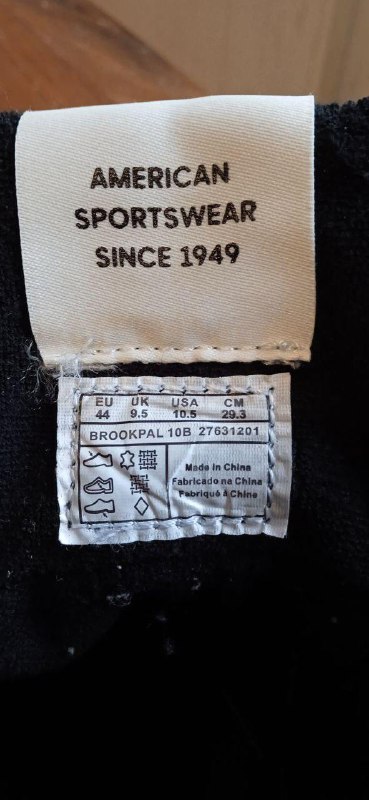 AMERICAN
SPORTSWEAR
SINCE 1949
EU UK USA CM
44 9.5 10.5 29.3
BROOKPAL 10B 27631201
Made in China
Fabricado na China
Fabriqué à Chine